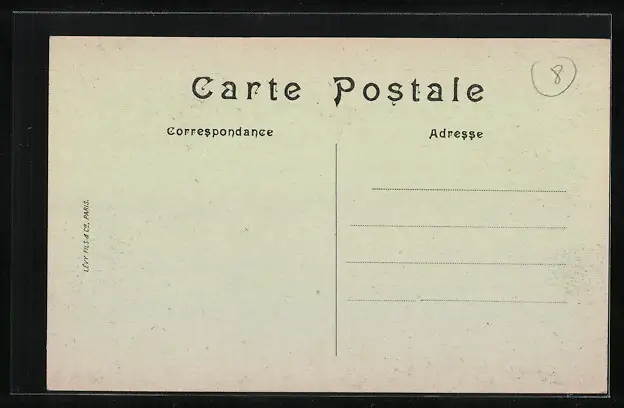 Carte Postale
8
Correspondance
Adresse
LÉVY FILS & Cie, PARIS.